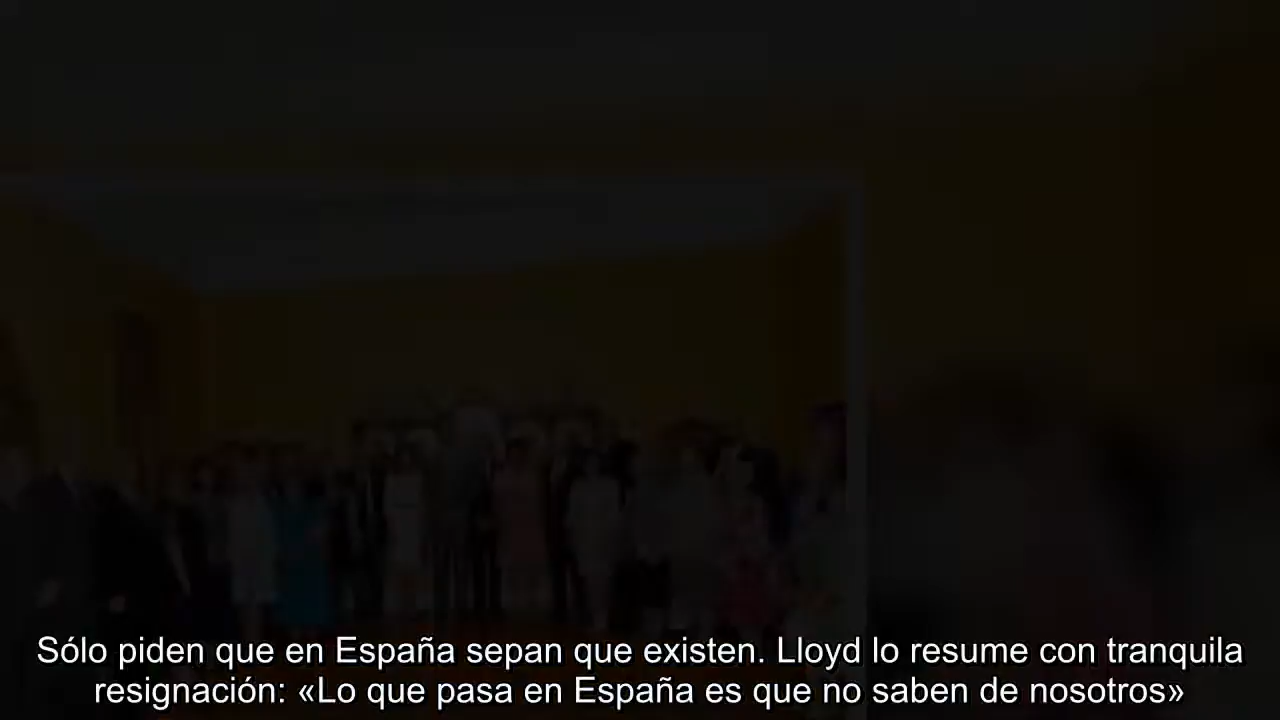 Sólo piden que en España sepan que existen. Lloyd lo resume con tranquila
resignación: «Lo que pasa en España es que no saben de nosotros»